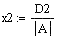 x2 := D2
|A|